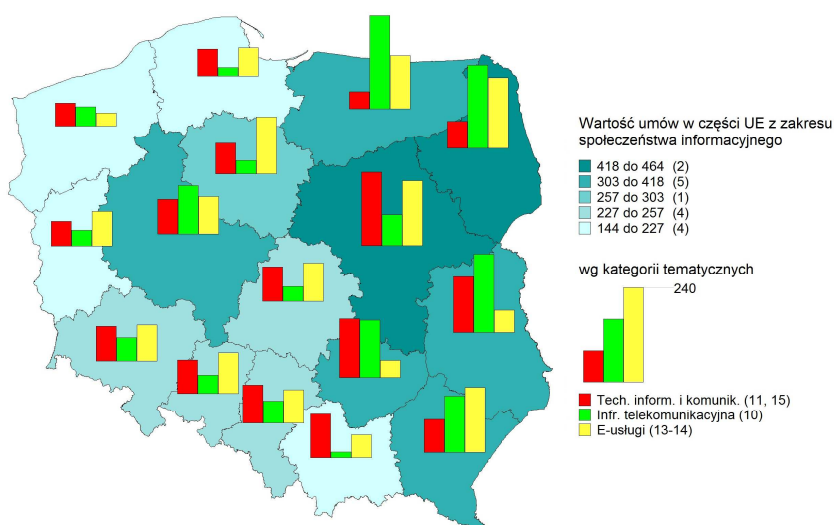 Wartość umów w części UE z zakresu
społeczeństwa informacyjnego
418 do 464 (2)
303 do 418 (5)
257 do 303 (1)
227 do 257 (4)
144 do 227 (4)
wg kategorii tematycznych
240
Tech. inform. i komunik. (11, 15)
Infr. telekomunikacyjna (10)
E-usługi (13-14)